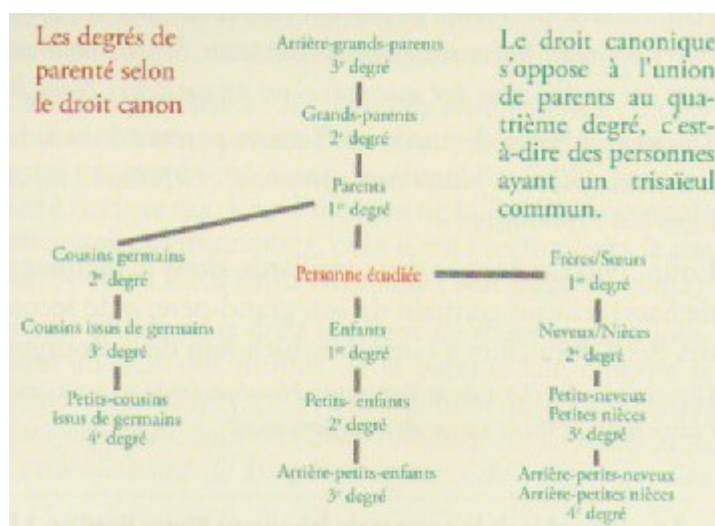 Les degrés de
parenté selon
le droit canon
Arrière-grands-parents
3e degré
Grands-parents
2e degré
Parents
1er degré
Le droit canonique
s'oppose à l'union
de parents au qua-
trième degré, c'est-
à-dire des personnes
ayant un trisaïeul
commun.
Cousins germains
2e degré
Cousins issus de germains
3e degré
Petits-cousins
issus de germains
4e degré
Personne étudiée
Enfants
1er degré
Petits- enfants
2e degré
Arrière-petits-enfants
3e degré
Frères/Sœurs
1er degré
Neveux/Nièces
2e degré
Petits-neveux
Petites nièces
3e degré
Arrière-petits-neveux
Arrière-petites nièces
4e degré